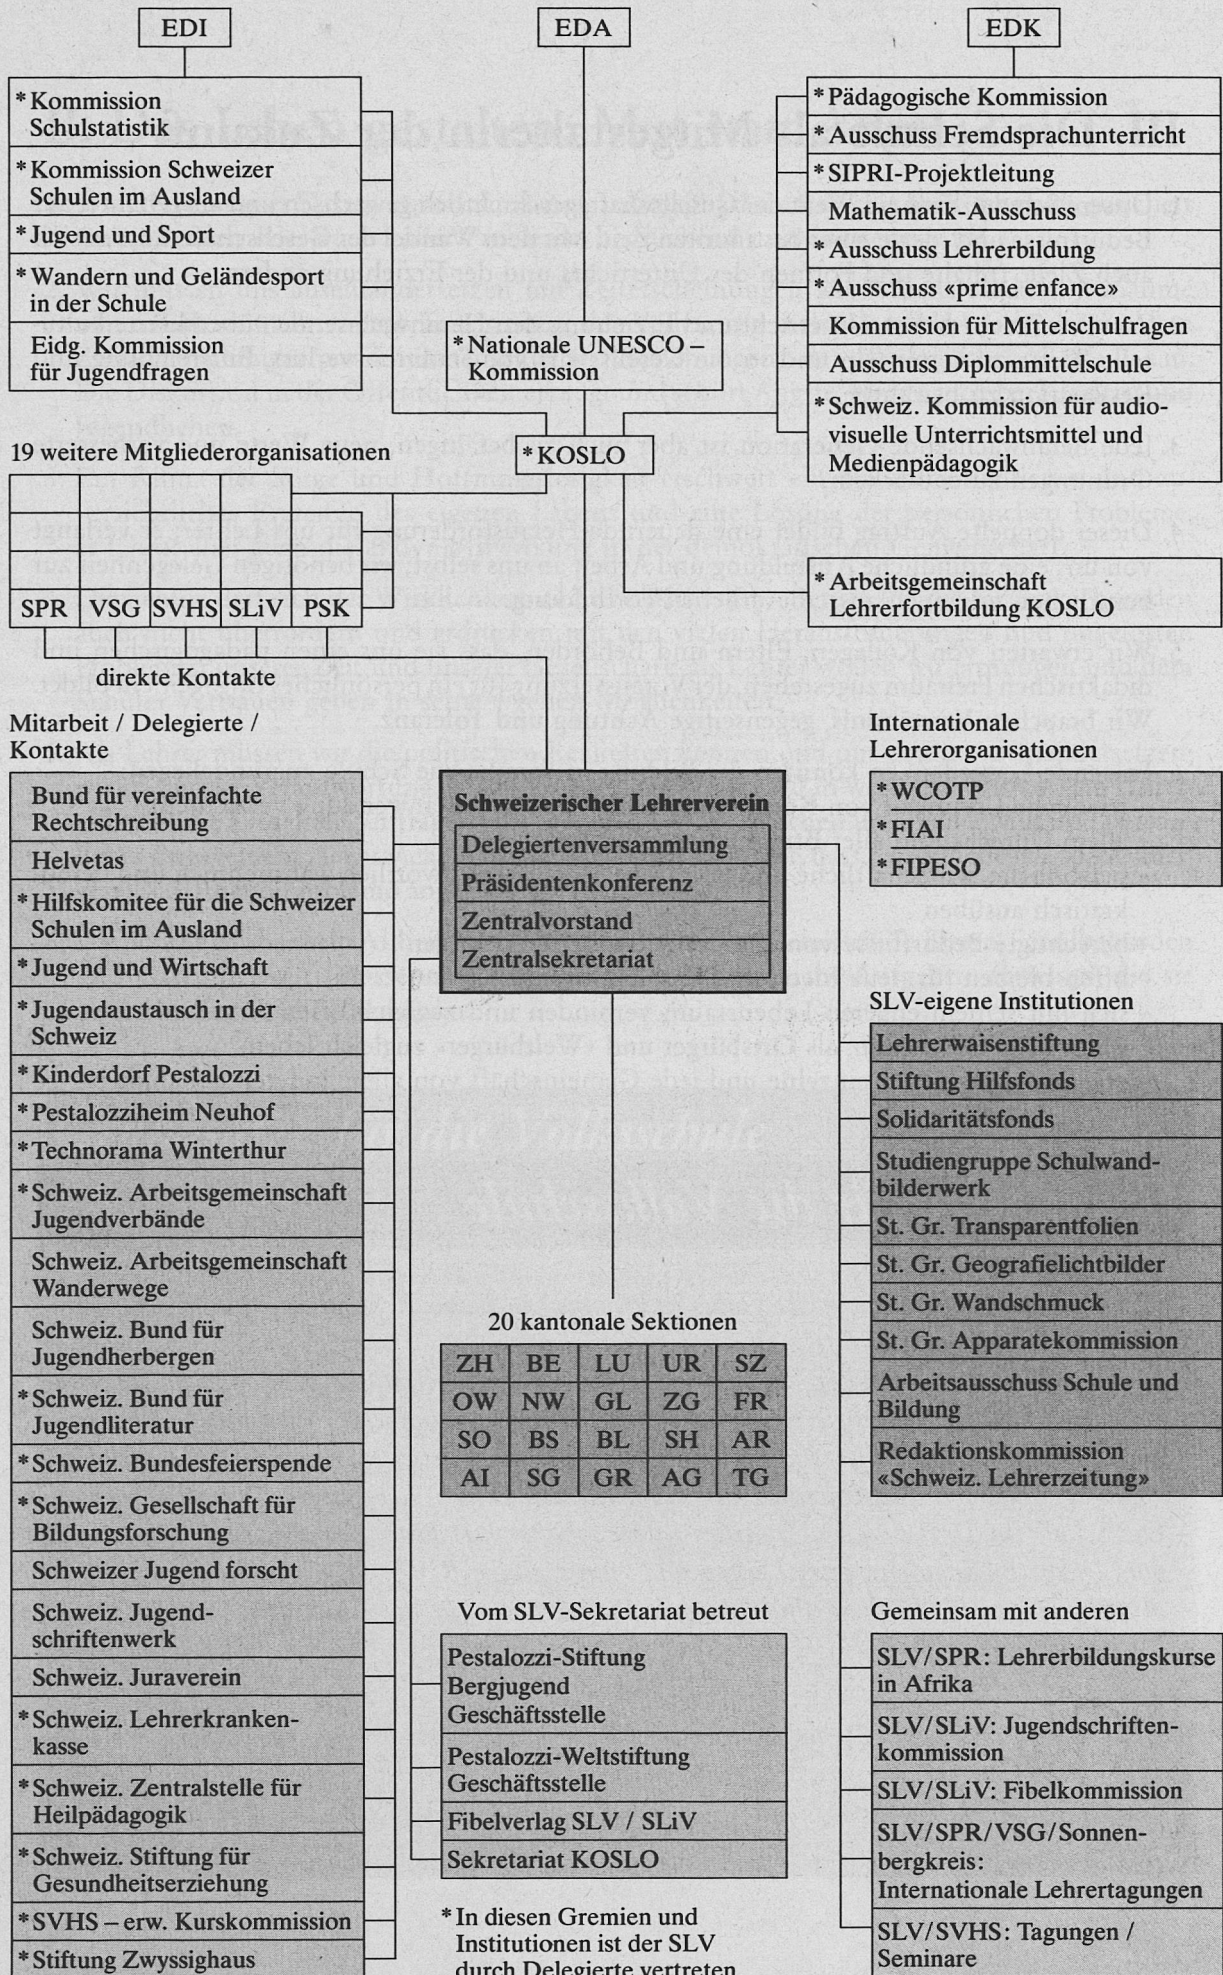 EDI
EDA
EDK
* Kommission
Schulstatistik
* Kommission Schweizer
Schulen im Ausland
* Jugend und Sport
* Wandern und Geländesport
in der Schule
Eidg. Kommission
für Jugendfragen
* Nationale UNESCO –
Kommission
* KOSLO
* Pädagogische Kommission
* Ausschuss Fremdsprachunterricht
* SIPRI-Projektleitung
Mathematik-Ausschuss
* Ausschuss Lehrerbildung
* Ausschuss «prime enfance»
Kommission für Mittelschulfragen
Ausschuss Diplommittelschule
* Schweiz. Kommission für audio-
visuelle Unterrichtsmittel und
Medienpädagogik
* Arbeitsgemeinschaft
Lehrerfortbildung KOSLO
19 weitere Mitgliederorganisationen
SPR VSG SVHS SLiV PSK
direkte Kontakte
Mitarbeit / Delegierte /
Kontakte
Bund für vereinfachte
Rechtschreibung
Helvetas
* Hilfskomitee für die Schweizer
Schulen im Ausland
* Jugend und Wirtschaft
* Jugendaustausch in der
Schweiz
* Kinderdorf Pestalozzi
* Pestalozziheim Neuhof
* Technorama Winterthur
* Schweiz. Arbeitsgemeinschaft
Jugendverbände
Schweiz. Arbeitsgemeinschaft
Wanderwege
Schweiz. Bund für
Jugendherbergen
* Schweiz. Bund für
Jugendliteratur
* Schweiz. Bundesfeierspende
* Schweiz. Gesellschaft für
Bildungsforschung
Schweizer Jugend forscht
Schweiz. Jugend-
schriftenwerk
Schweiz. Juraverein
* Schweiz. Lehrerkranken-
kasse
* Schweiz. Zentralstelle für
Heilpädagogik
* Schweiz. Stiftung für
Gesundheitserziehung
* SVHS – erw. Kurskommission
* Stiftung Zwyssighaus
Schweizerischer Lehrerverein
Delegiertenversammlung
Präsidentenkonferenz
Zentralvorstand
Zentralsekretariat
20 kantonale Sektionen
ZH BE LU UR SZ
OW NW GL ZG FR
SO BS BL SH AR
AI SG GR AG TG
Vom SLV-Sekretariat betreut
Pestalozzi-Stiftung
Bergjugend
Geschäftsstelle
Pestalozzi-Weltstiftung
Geschäftsstelle
Fibelverlag SLV / SLiV
Sekretariat KOSLO
* In diesen Gremien und
Institutionen ist der SLV
durch Delegierte vertreten
Internationale
Lehrerorganisationen
* WCOTP
* FIAI
* FIPESO
SLV-eigene Institutionen
Lehrerwaisenstiftung
Stiftung Hilfsfonds
Solidaritätsfonds
Studiengruppe Schulwand-
bilderwerk
St. Gr. Transparentfolien
St. Gr. Geografielichtbilder
St. Gr. Wandschmuck
St. Gr. Apparatekommission
Arbeitsausschuss Schule und
Bildung
Redaktionskommission
«Schweiz. Lehrerzeitung»
Gemeinsam mit anderen
SLV/SPR: Lehrerbildungskurse
in Afrika
SLV/SLiV: Jugendschriften-
kommission
SLV/SLiV: Fibelkommission
SLV/SPR/VSG/Sonnen-
bergkreis:
Internationale Lehrertagungen
SLV/SVHS: Tagungen /
Seminare